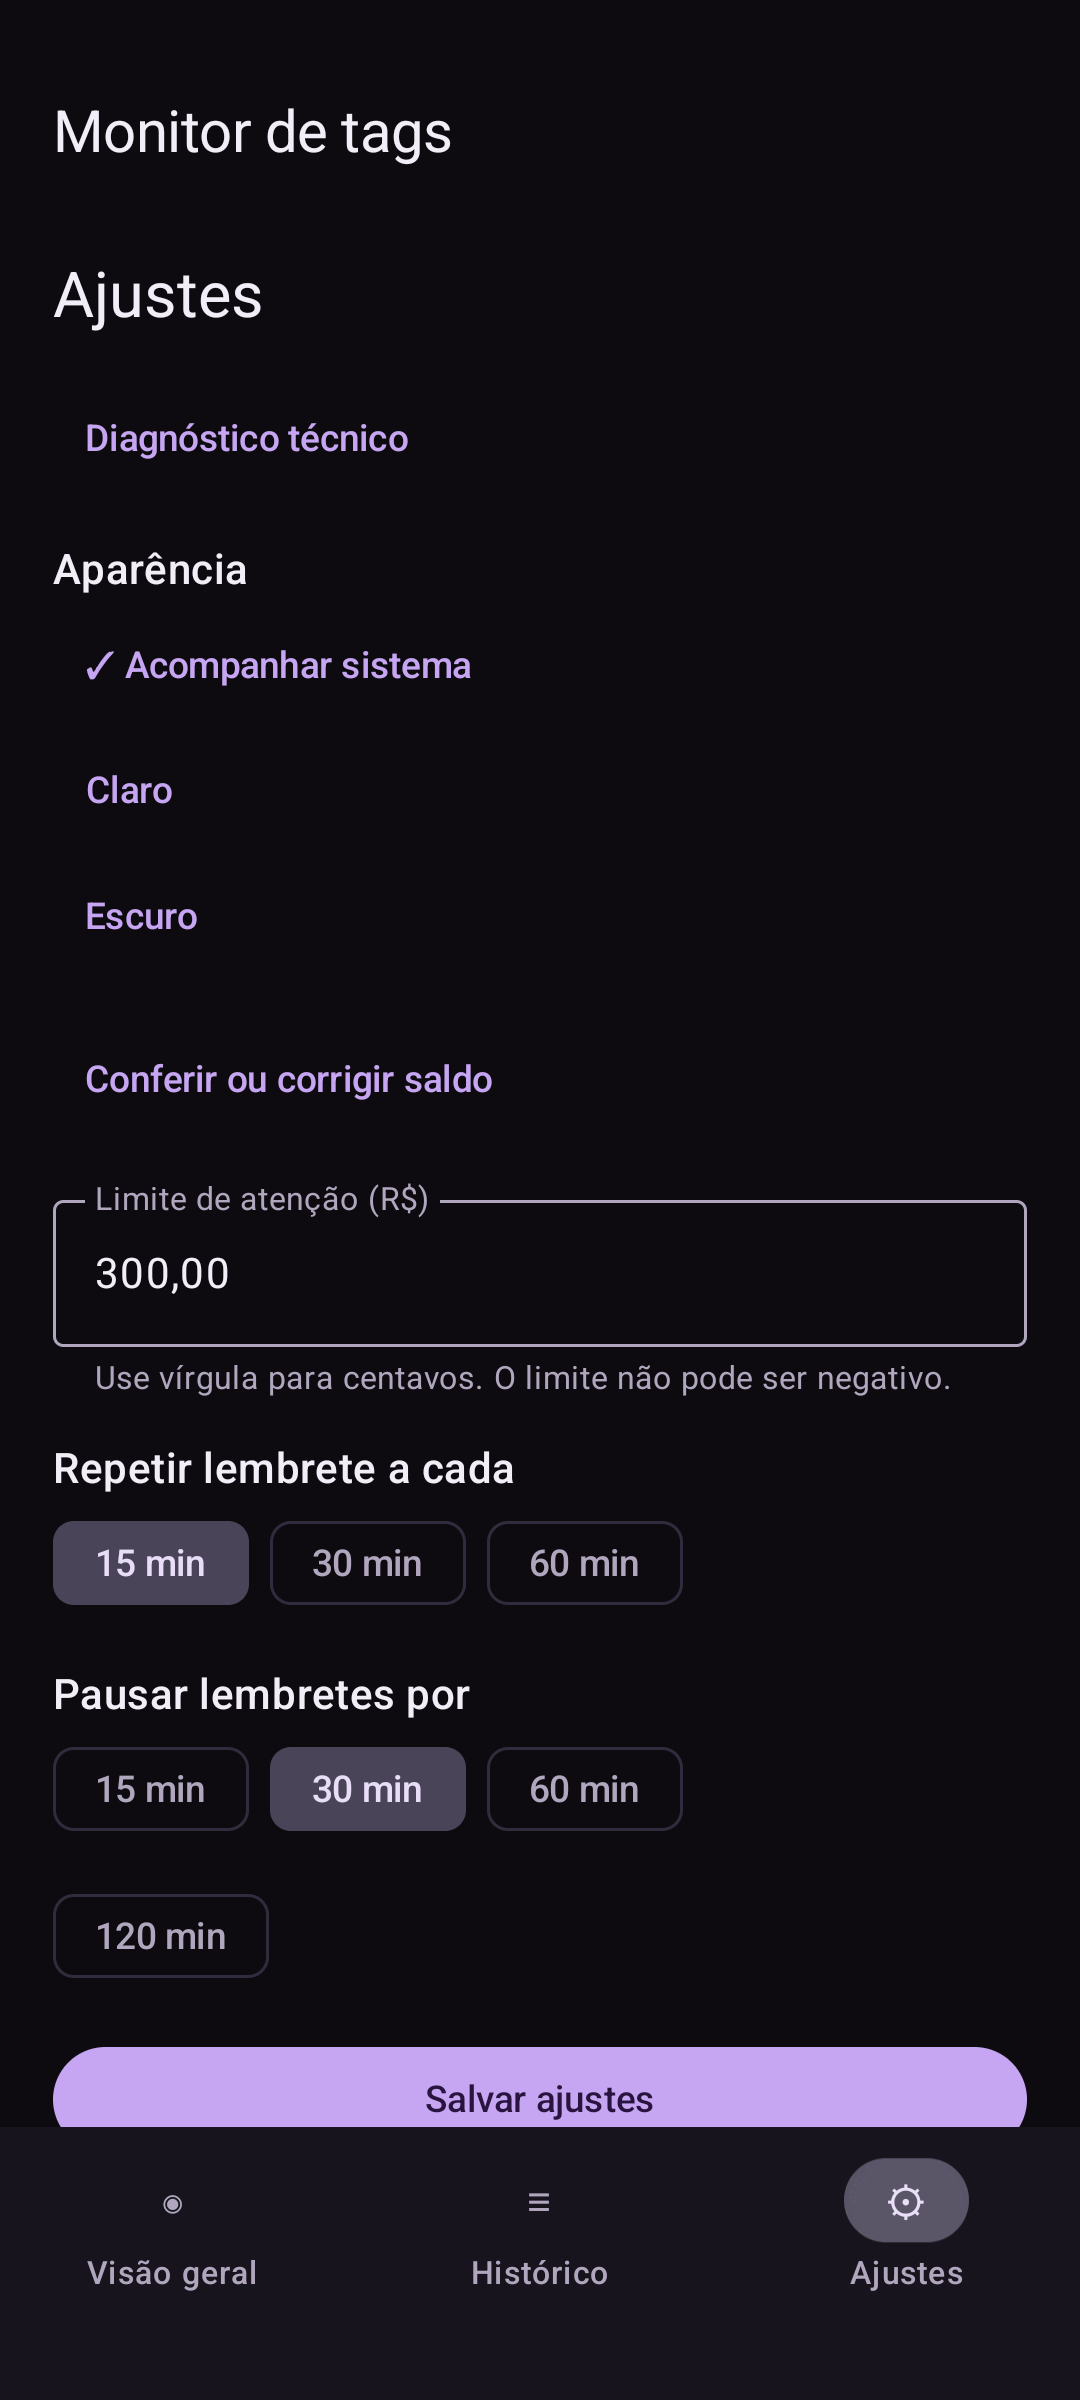 Monitor de tags
Ajustes
Diagnóstico técnico
Aparência
✓ Acompanhar sistema
Claro
Escuro
Conferir ou corrigir saldo
Limite de atenção (R$)
300,00
Use vírgula para centavos. O limite não pode ser negativo.
Repetir lembrete a cada
15 min 30 min 60 min
Pausar lembretes por
15 min 30 min 60 min
120 min
Salvar ajustes
Visão geral Histórico Ajustes